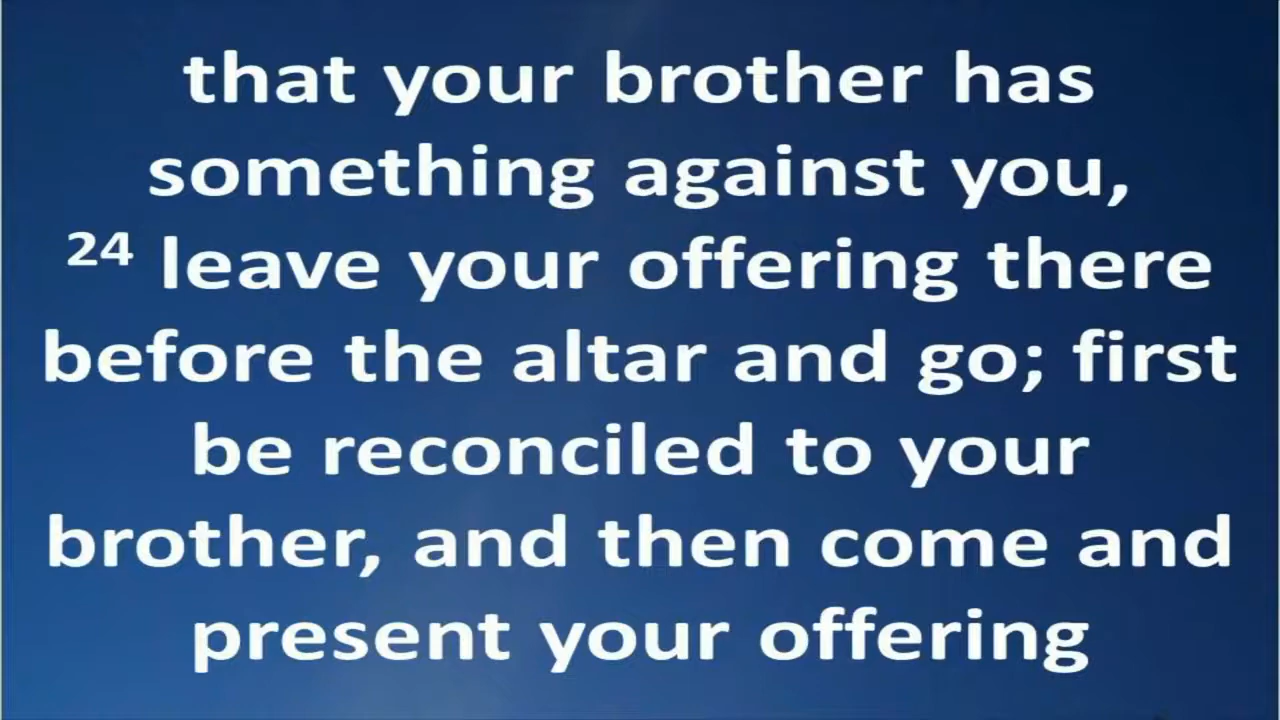 that your brother has
something against you,
24 leave your offering there
before the altar and go; first
be reconciled to your
brother, and then come and
present your offering